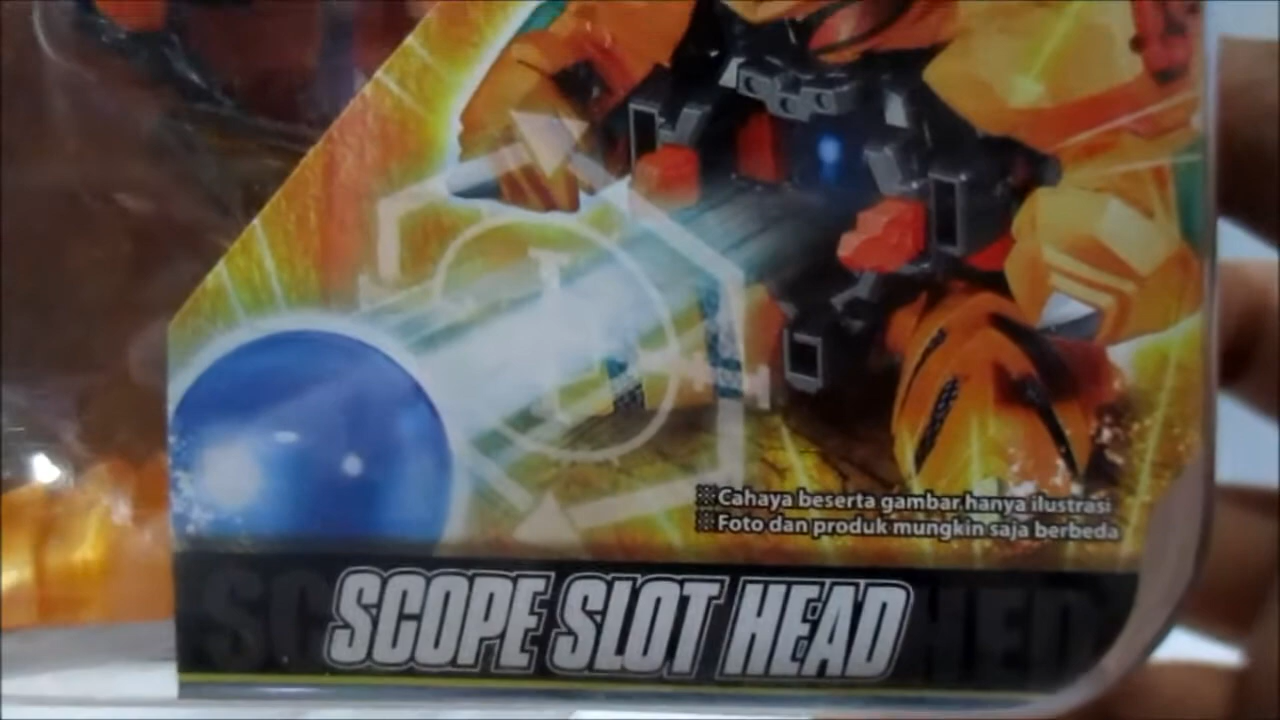 ※Cahaya beserta gambar hanya ilustrasi
※Foto dan produk mungkin saja berbeda
SCOPE SLOT HEAD